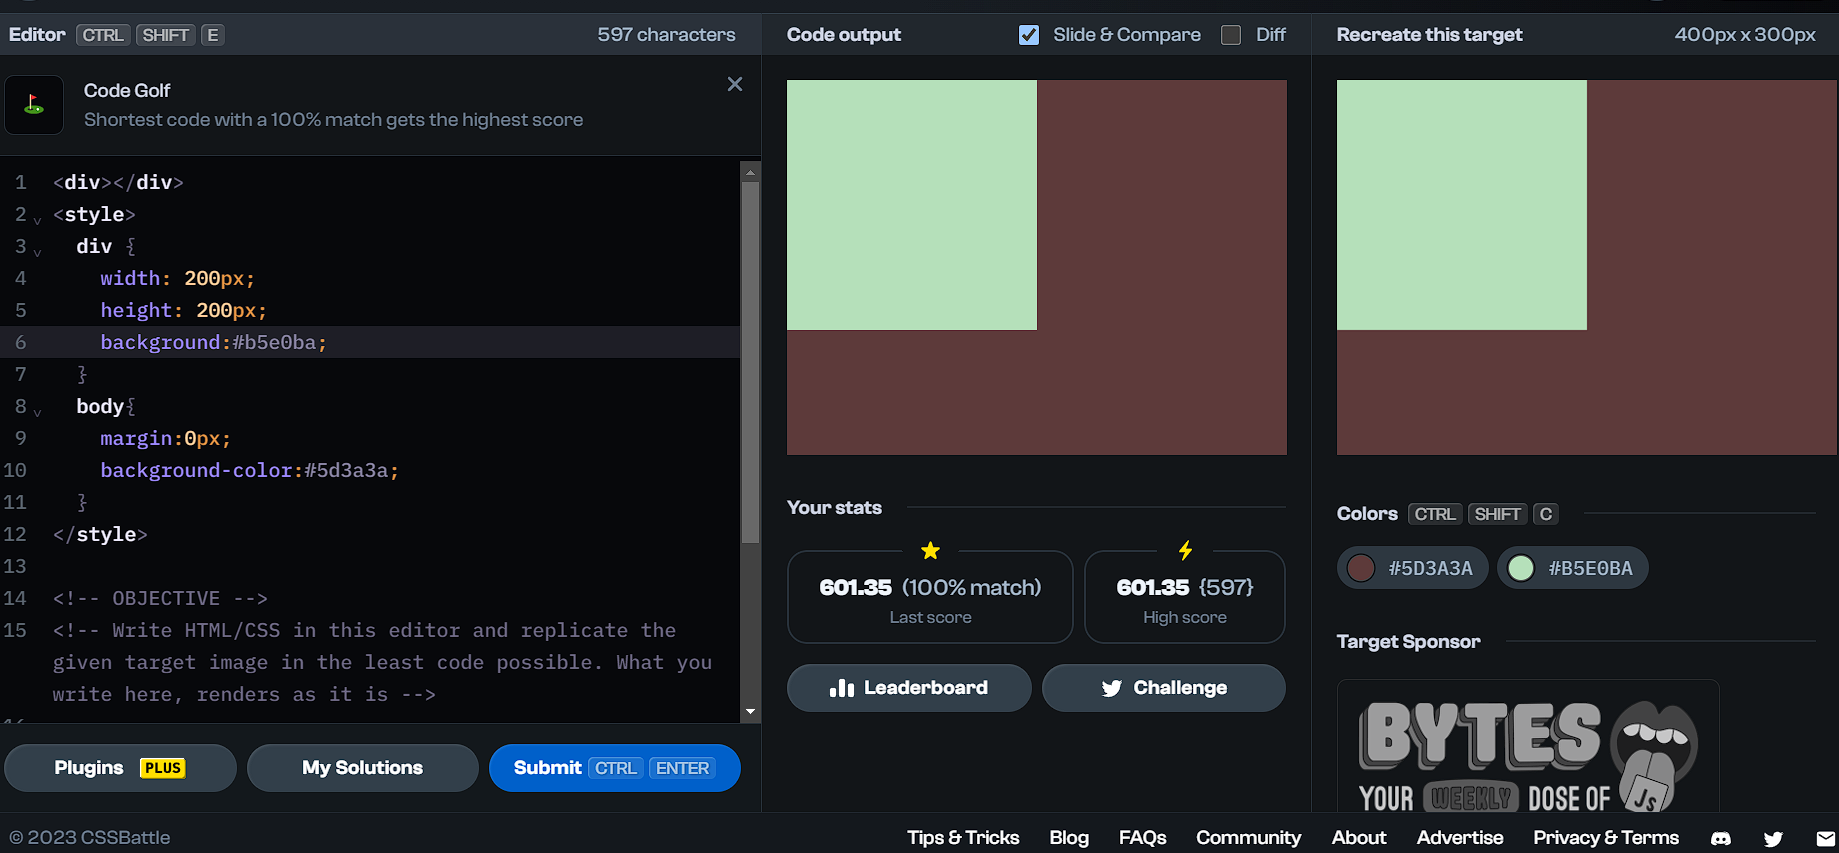 Editor CTRL SHIFT E 597 characters
Code Golf
Shortest code with a 100% match gets the highest score
1 <div></div>
2 <style>
3 div {
4 width: 200px;
5 height: 200px;
6 background:#b5e0ba;
7 }
8 body{
9 margin:0px;
10 background-color:#5d3a3a;
11 }
12 </style>
13
14 <!-- OBJECTIVE -->
15 <!-- Write HTML/CSS in this editor and replicate the
given target image in the least code possible. What you
write here, renders as it is -->
Plugins PLUS My Solutions Submit CTRL ENTER
Code output Slide & Compare Diff
Your stats
601.35 (100% match)
Last score
601.35 {597}
High score
Leaderboard Challenge
Recreate this target 400px x 300px
Colors CTRL SHIFT C
#5D3A3A #B5E0BA
Target Sponsor
BYTES
YOUR WEEKLY DOSE OF JS
© 2023 CSSBattle Tips & Tricks Blog FAQs Community About Advertise Privacy & Terms